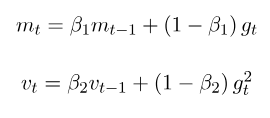 m_t = β_1 m_{t−1} + (1 − β_1) g_t
v_t = β_2 v_{t−1} + (1 − β_2) g_t^2